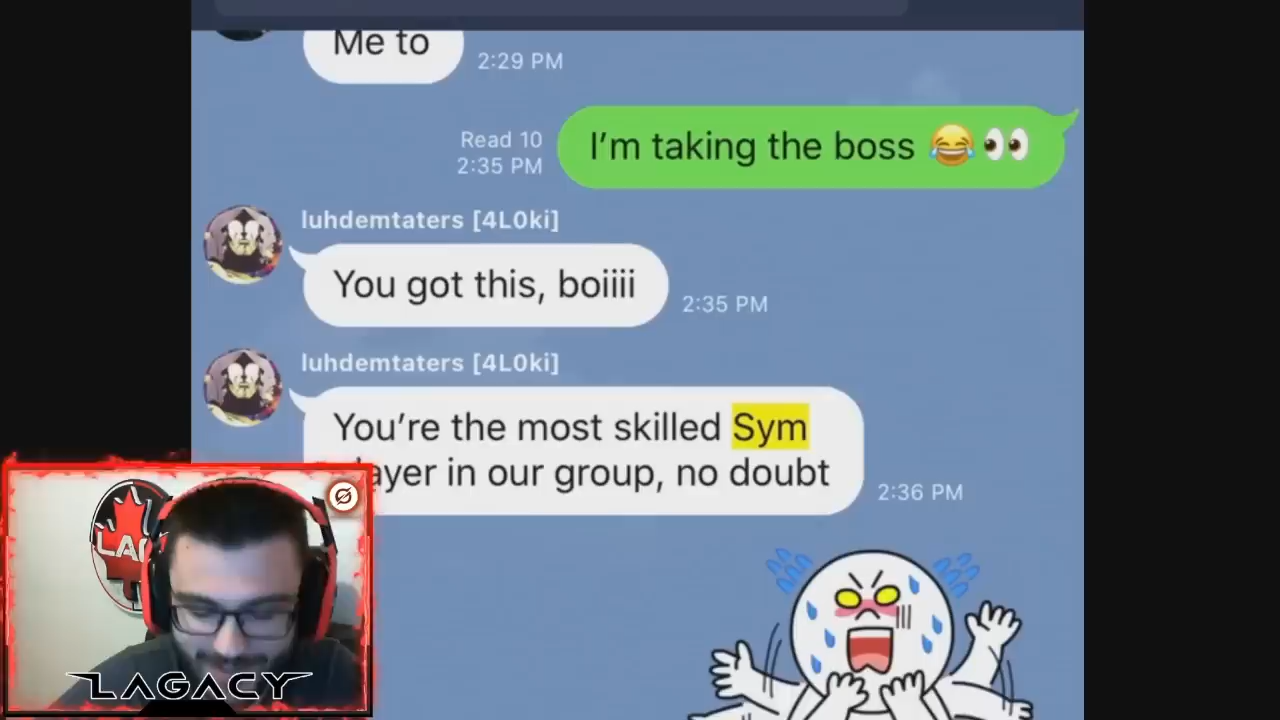 Me to
2:29 PM
I'm taking the boss 😂👀
Read 10
2:35 PM
luhdemtaters [4L0ki]
You got this, boiiii
2:35 PM
luhdemtaters [4L0ki]
You're the most skilled Sym
ayer in our group, no doubt
2:36 PM
LAG
LAGACY